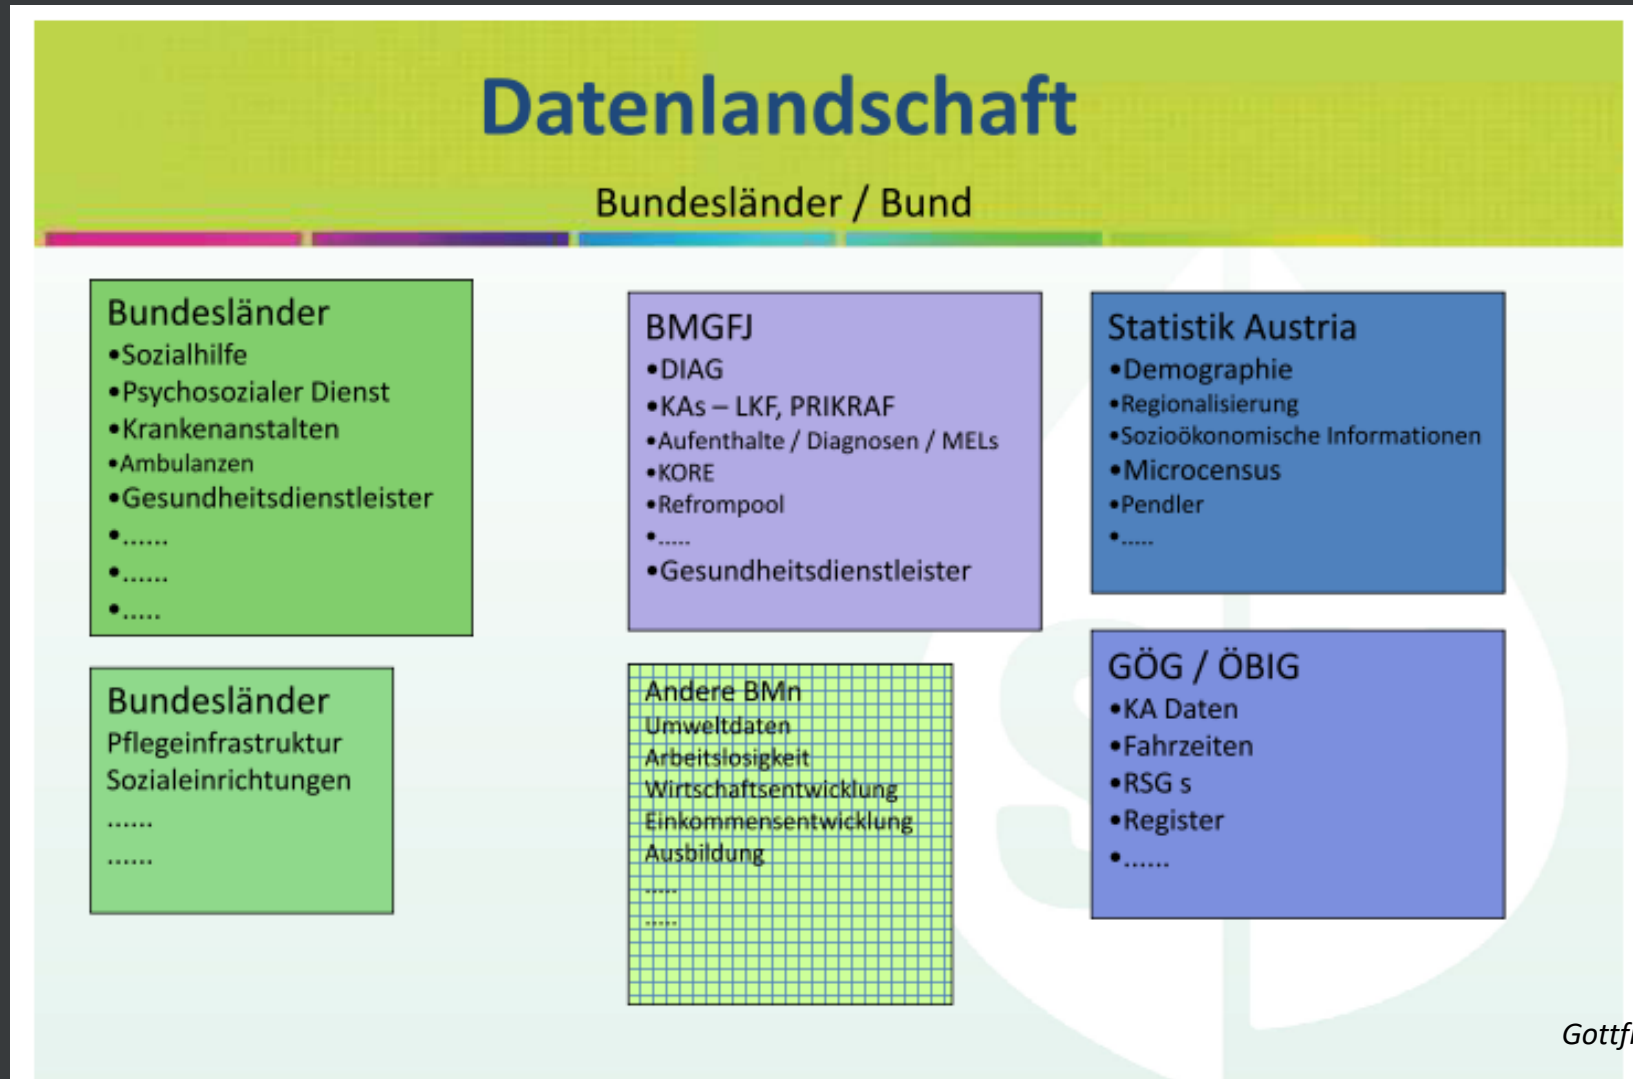 Datenlandschaft
Bundesländer / Bund
Bundesländer
•Sozialhilfe
•Psychosozialer Dienst
•Krankenanstalten
•Ambulanzen
•Gesundheitsdienstleister
•......
•......
•.....
Bundesländer
Pflegeinfrastruktur
Sozialeinrichtungen
......
......
BMGFJ
•DIAG
•KAs – LKF, PRIKRAF
•Aufenthalte / Diagnosen / MELs
•KORE
•Refrompool
•.....
•Gesundheitsdienstleister
Andere BMn
Umweltdaten
Arbeitslosigkeit
Wirtschaftsentwicklung
Einkommensentwicklung
Ausbildung
.....
.....
Statistik Austria
•Demographie
•Regionalisierung
•Sozioökonomische Informationen
•Microcensus
•Pendler
•.....
GÖG / ÖBIG
•KA Daten
•Fahrzeiten
•RSG s
•Register
•......